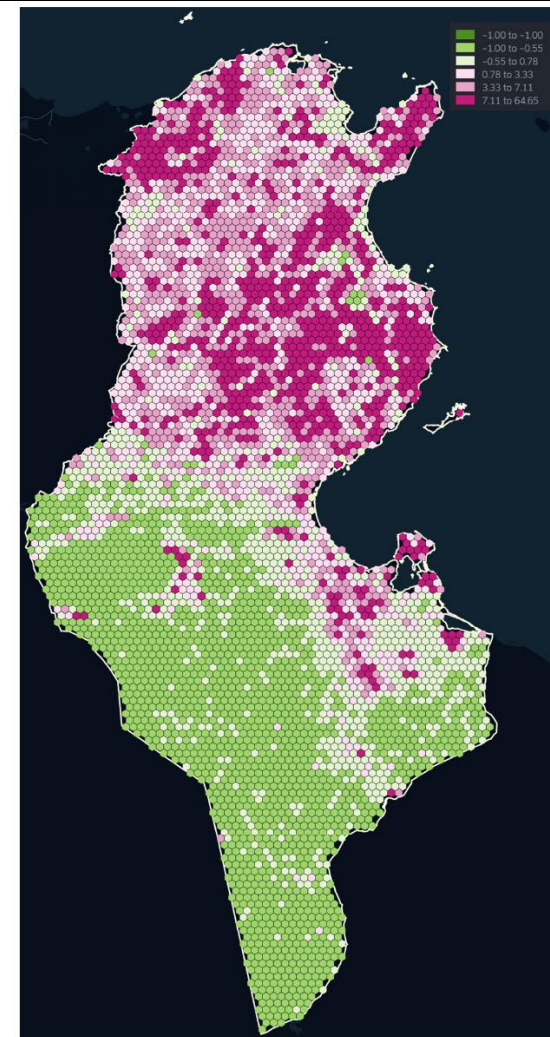 −1.00 to −1.00
−1.00 to −0.55
−0.55 to 0.78
0.78 to 3.33
3.33 to 7.11
7.11 to 64.65